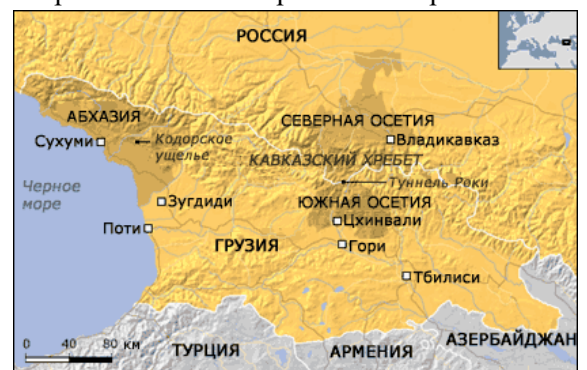 РОССИЯ
АБХАЗИЯ
СЕВЕРНАЯ ОСЕТИЯ
Сухуми
Кодорское
ущелье
Владикавказ
КАВКАЗСКИЙ ХРЕБЕТ
Туннель Роки
Черное
море
Зугдиди
ЮЖНАЯ ОСЕТИЯ
Цхинвали
Поти
ГРУЗИЯ
Гори
Тбилиси
АЗЕРБАЙДЖАН
0 40 80 км
ТУРЦИЯ
АРМЕНИЯ